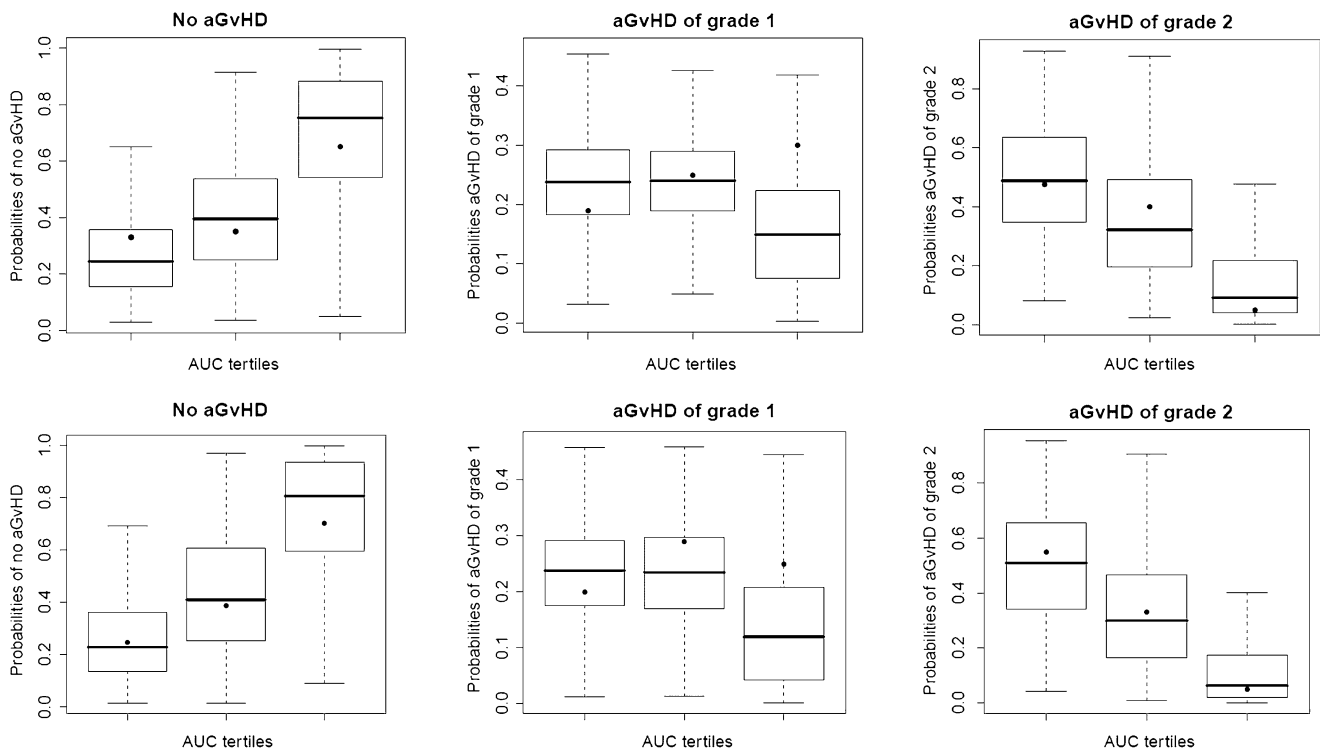 No aGvHD
aGvHD of grade 1
aGvHD of grade 2
Probabilities of no aGvHD
0.0 0.2 0.4 0.6 0.8 1.0
AUC tertiles
Probabilities aGvHD of grade 1
0.0 0.1 0.2 0.3 0.4
AUC tertiles
Probabilities aGvHD of grade 2
0.0 0.2 0.4 0.6 0.8
AUC tertiles
No aGvHD
aGvHD of grade 1
aGvHD of grade 2
Probabilities of no aGvHD
0.0 0.2 0.4 0.6 0.8 1.0
AUC tertiles
Probabilities of aGvHD of grade 1
0.0 0.1 0.2 0.3 0.4
AUC tertiles
Probabilities of aGvHD of grade 2
0.0 0.2 0.4 0.6 0.8
AUC tertiles